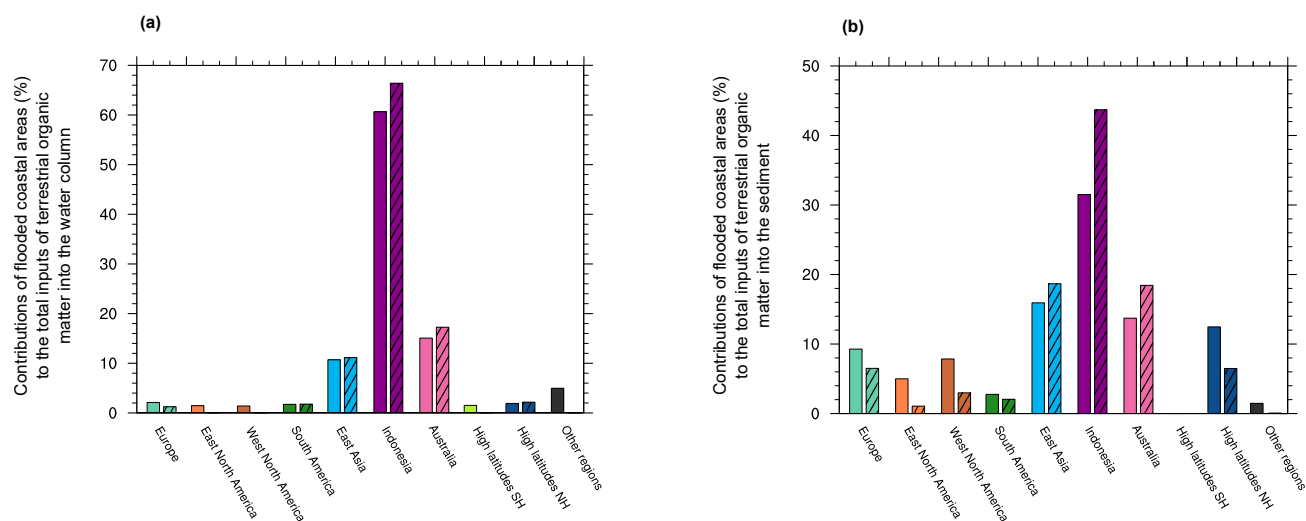 (a)
Contributions of flooded coastal areas (%)
to the total inputs of terrestrial organic
matter into the water column
70
60
50
40
30
20
10
0
Europe
East North America
West North America
South America
East Asia
Indonesia
Australia
High latitudes SH
High latitudes NH
Other regions
(b)
Contributions of flooded coastal areas (%)
to the total inputs of terrestrial organic
matter into the sediment
50
40
30
20
10
0
Europe
East North America
West North America
South America
East Asia
Indonesia
Australia
High latitudes SH
High latitudes NH
Other regions